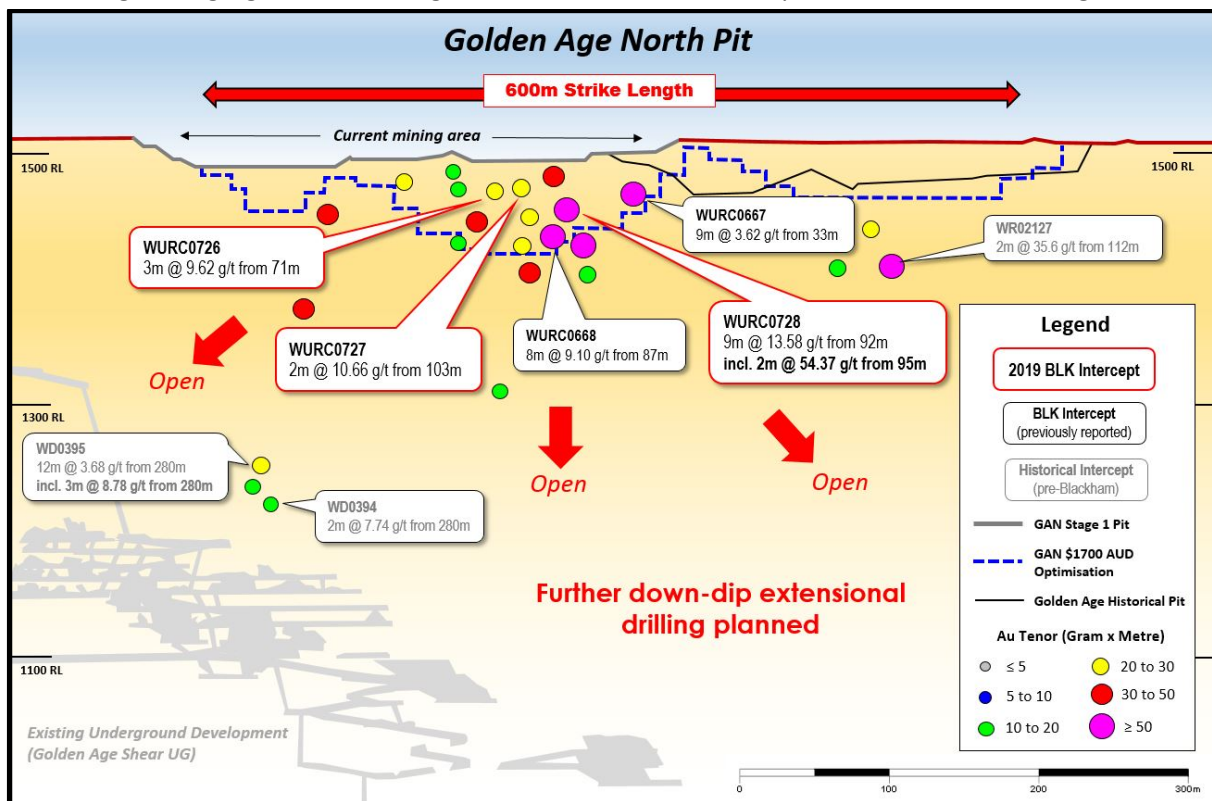 Golden Age North Pit
600m Strike Length
Current mining area
1500 RL
1500 RL
WURC0726
3m @ 9.62 g/t from 71m
WURC0727
2m @ 10.66 g/t from 103m
WURC0668
8m @ 9.10 g/t from 87m
WURC0728
9m @ 13.58 g/t from 92m
incl. 2m @ 54.37 g/t from 95m
WURC0667
9m @ 3.62 g/t from 33m
WR02127
2m @ 35.6 g/t from 112m
Open
Open
Open
1300 RL
WD0395
12m @ 3.68 g/t from 280m
incl. 3m @ 8.78 g/t from 280m
WD0394
2m @ 7.74 g/t from 280m
Further down-dip extensional
drilling planned
1100 RL
Existing Underground Development
(Golden Age Shear UG)
Legend
2019 BLK Intercept
BLK Intercept
(previously reported)
Historical Intercept
(pre-Blackham)
GAN Stage 1 Pit
GAN $1700 AUD
Optimisation
Golden Age Historical Pit
Au Tenor (Gram x Metre)
≤ 5
5 to 10
10 to 20
20 to 30
30 to 50
≥ 50
0 100 200 300m